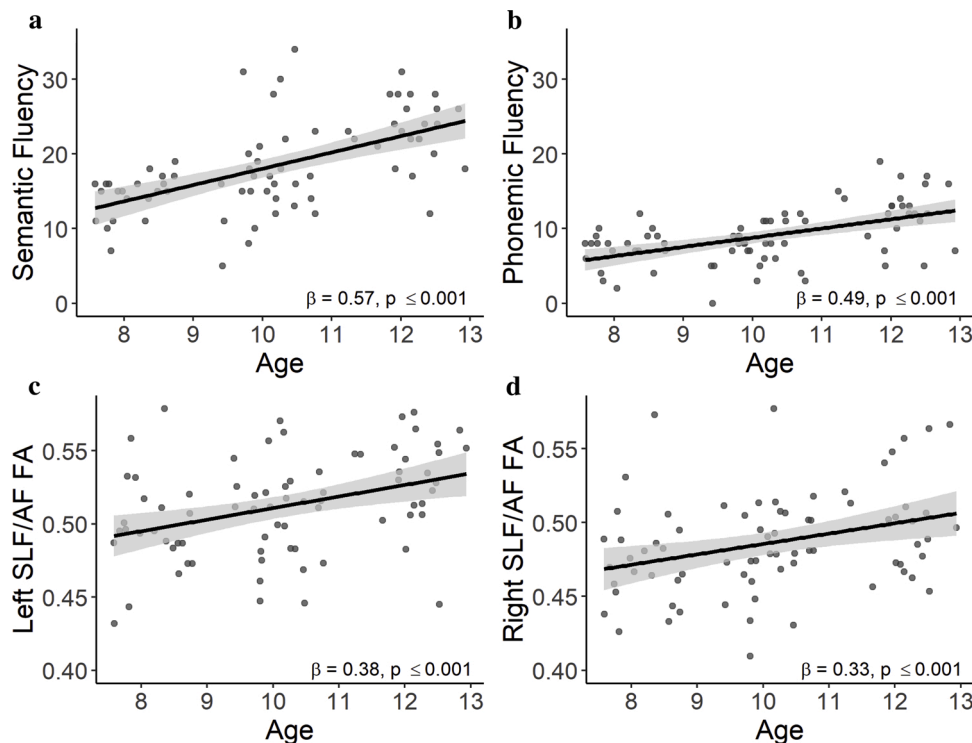 a
Semantic Fluency
30
20
10
0
β = 0.57, p ≤ 0.001
8 9 10 11 12 13
Age
b
Phonemic Fluency
30
20
10
0
β = 0.49, p ≤ 0.001
8 9 10 11 12 13
Age
c
Left SLF/AF FA
0.55
0.50
0.45
0.40
β = 0.38, p ≤ 0.001
8 9 10 11 12 13
Age
d
Right SLF/AF FA
0.55
0.50
0.45
0.40
β = 0.33, p ≤ 0.001
8 9 10 11 12 13
Age